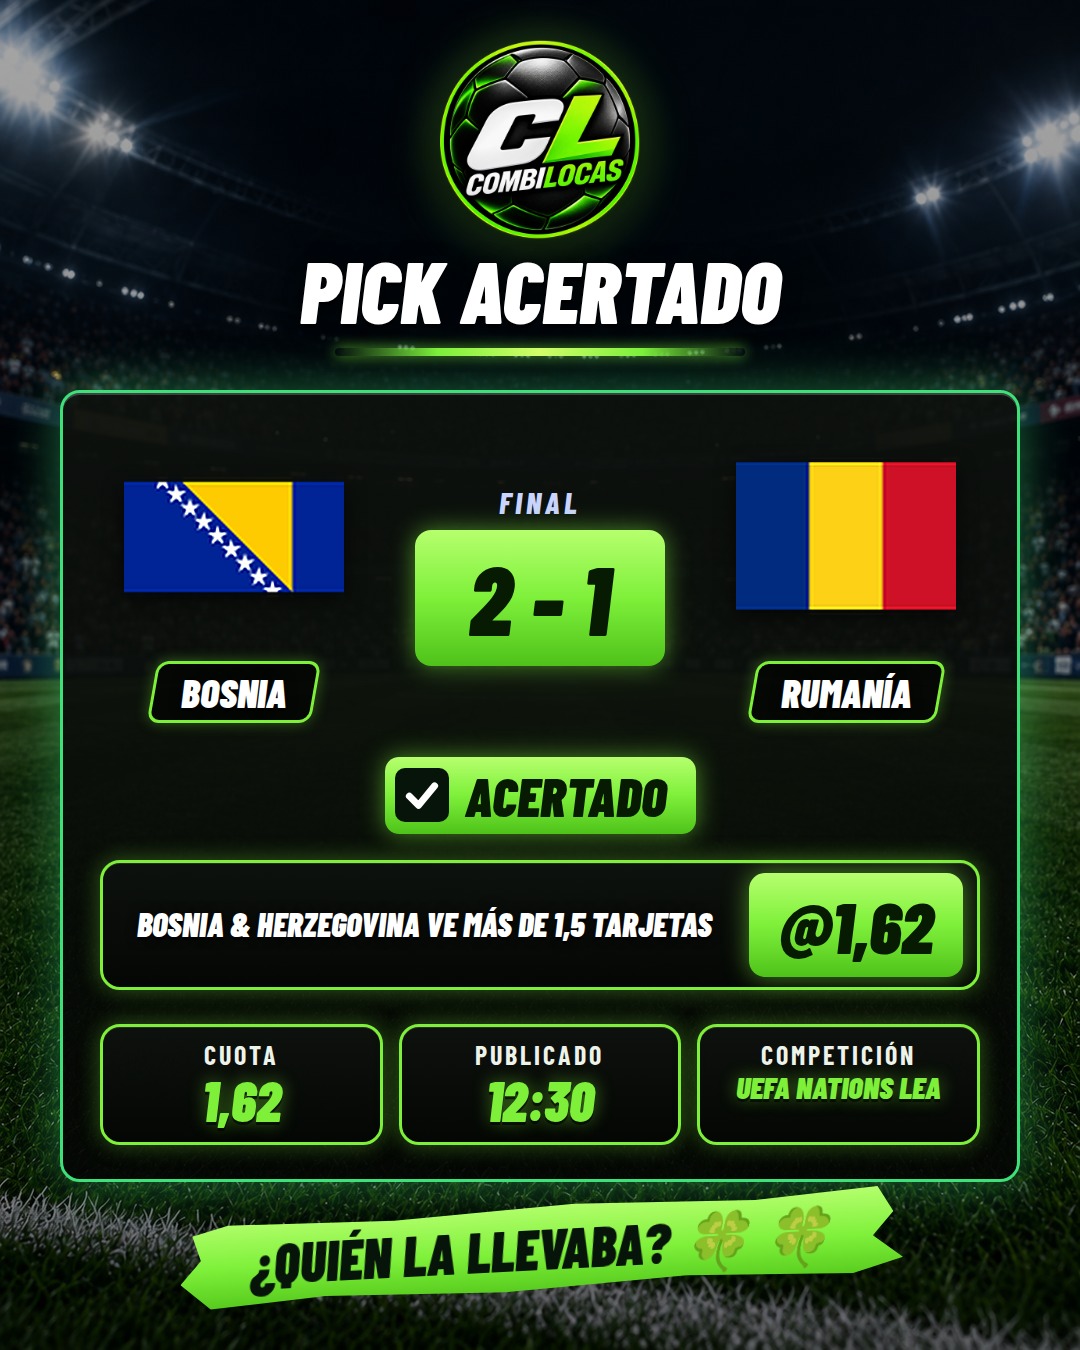 CL
COMBILOCAS
PICK ACERTADO
FINAL
2 - 1
BOSNIA
RUMANÍA
ACERTADO
BOSNIA & HERZEGOVINA VE MÁS DE 1,5 TARJETAS
@1,62
CUOTA
1,62
PUBLICADO
12:30
COMPETICIÓN
UEFA NATIONS LEA
¿QUIÉN LA LLEVABA? 🍀 🍀